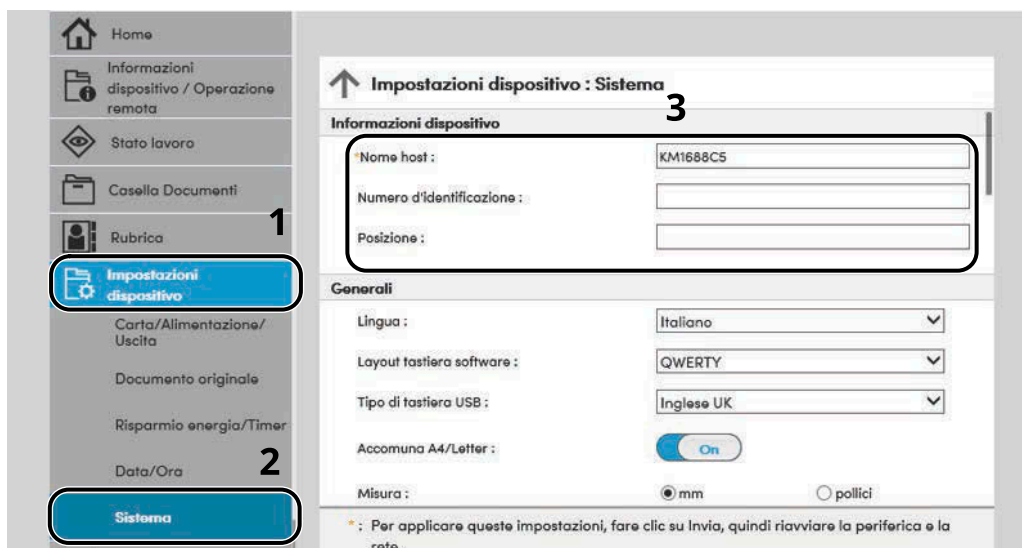 Home
Informazioni
dispositivo / Operazione
remota
Stato lavoro
Casella Documenti
1
Rubrica
Impostazioni
dispositivo
Carta/Alimentazione/
Uscita
Documento originale
Risparmio energia/Timer
2
Data/Ora
Sistema
Impostazioni dispositivo : Sistema
3
Informazioni dispositivo
*Nome host : KM1688C5
Numero d'identificazione :
Posizione :
Generali
Lingua : Italiano
Layout tastiera software : QWERTY
Tipo di tastiera USB : Inglese UK
Accomuna A4/Letter : On
Misura : mm pollici
* : Per applicare queste impostazioni, fare clic su Invia, quindi riavviare la periferica e la
rete